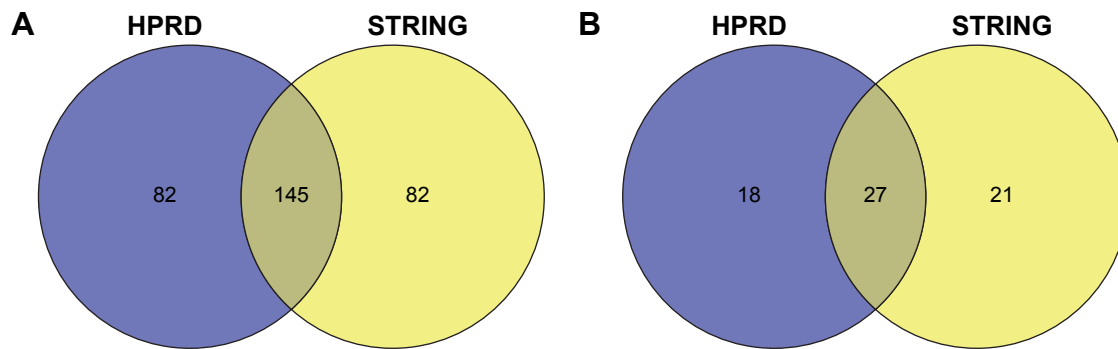 A HPRD STRING B HPRD STRING
82 145 82 18 27 21